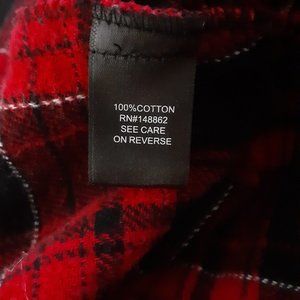 100%COTTON
RN#148862
SEE CARE
ON REVERSE